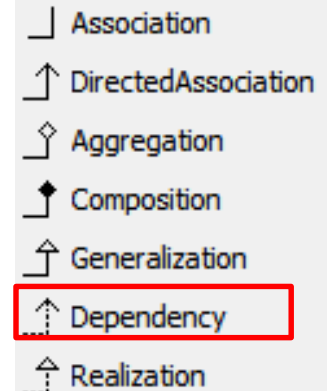 Association
DirectedAssociation
Aggregation
Composition
Generalization
Dependency
Realization